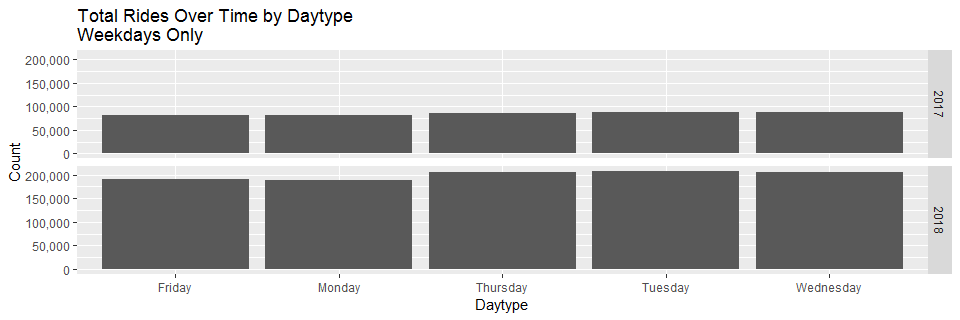 Total Rides Over Time by Daytype
Weekdays Only
200,000
150,000
100,000
50,000
0
2017
200,000
150,000
100,000
50,000
0
2018
Count
Friday Monday Thursday Tuesday Wednesday
Daytype